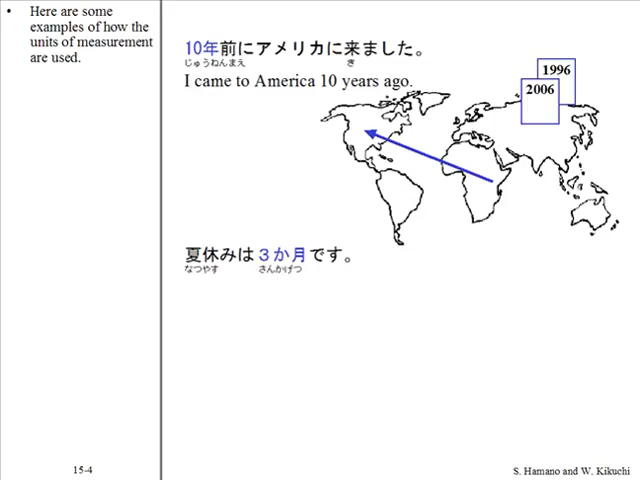 • Here are some
examples of how the
units of measurement
are used.
10年前にアメリカに来ました。
じゅうねんまえ き
I came to America 10 years ago.
1996
2006
夏休みは３か月です。
なつやす さんかげつ
15-4
S. Hamano and W. Kikuchi